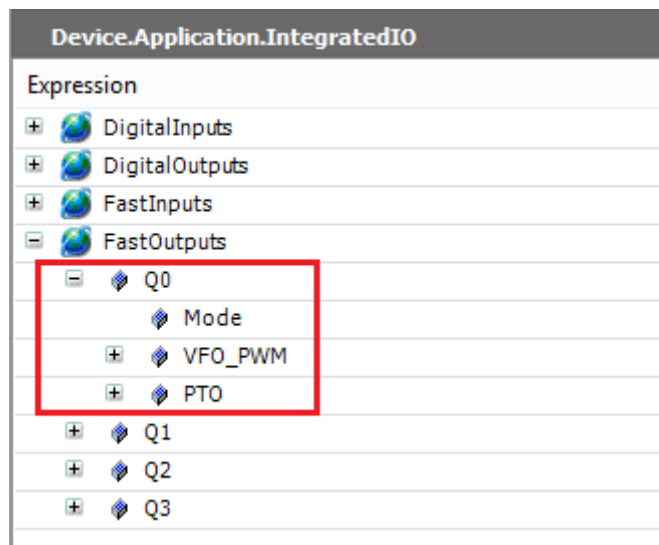 Device.Application.IntegratedIO
Expression
DigitalInputs
DigitalOutputs
FastInputs
FastOutputs
Q0
Mode
VFO_PWM
PTO
Q1
Q2
Q3